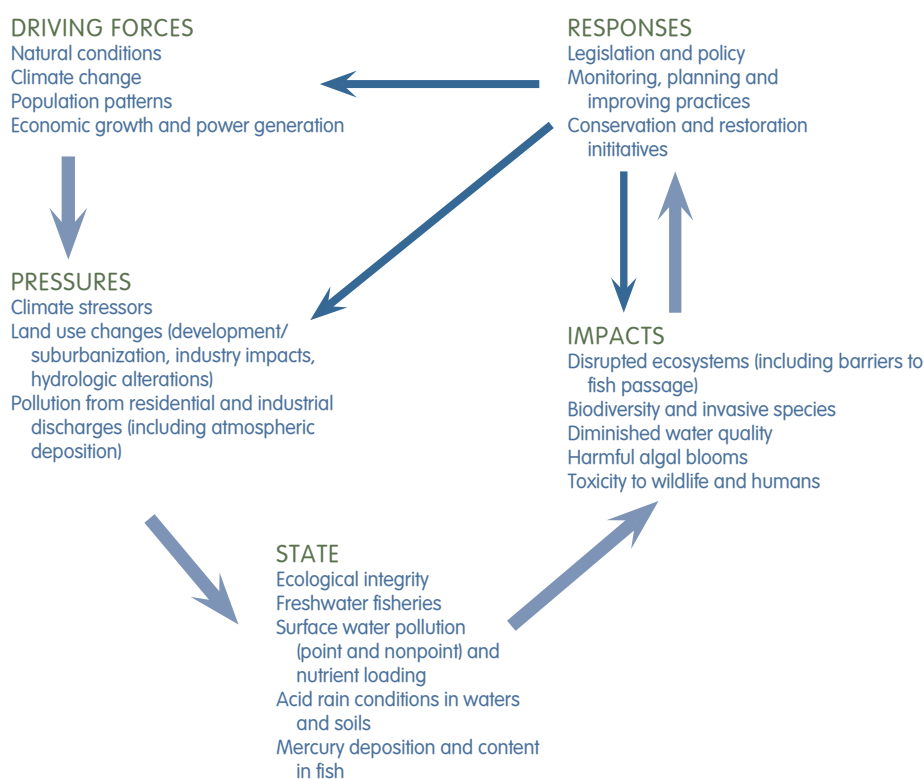 DRIVING FORCES
Natural conditions
Climate change
Population patterns
Economic growth and power generation
RESPONSES
Legislation and policy
Monitoring, planning and
improving practices
Conservation and restoration
inititatives
PRESSURES
Climate stressors
Land use changes (development/
suburbanization, industry impacts,
hydrologic alterations)
Pollution from residential and industrial
discharges (including atmospheric
deposition)
IMPACTS
Disrupted ecosystems (including barriers to
fish passage)
Biodiversity and invasive species
Diminished water quality
Harmful algal blooms
Toxicity to wildlife and humans
STATE
Ecological integrity
Freshwater fisheries
Surface water pollution
(point and nonpoint) and
nutrient loading
Acid rain conditions in waters
and soils
Mercury deposition and content
in fish